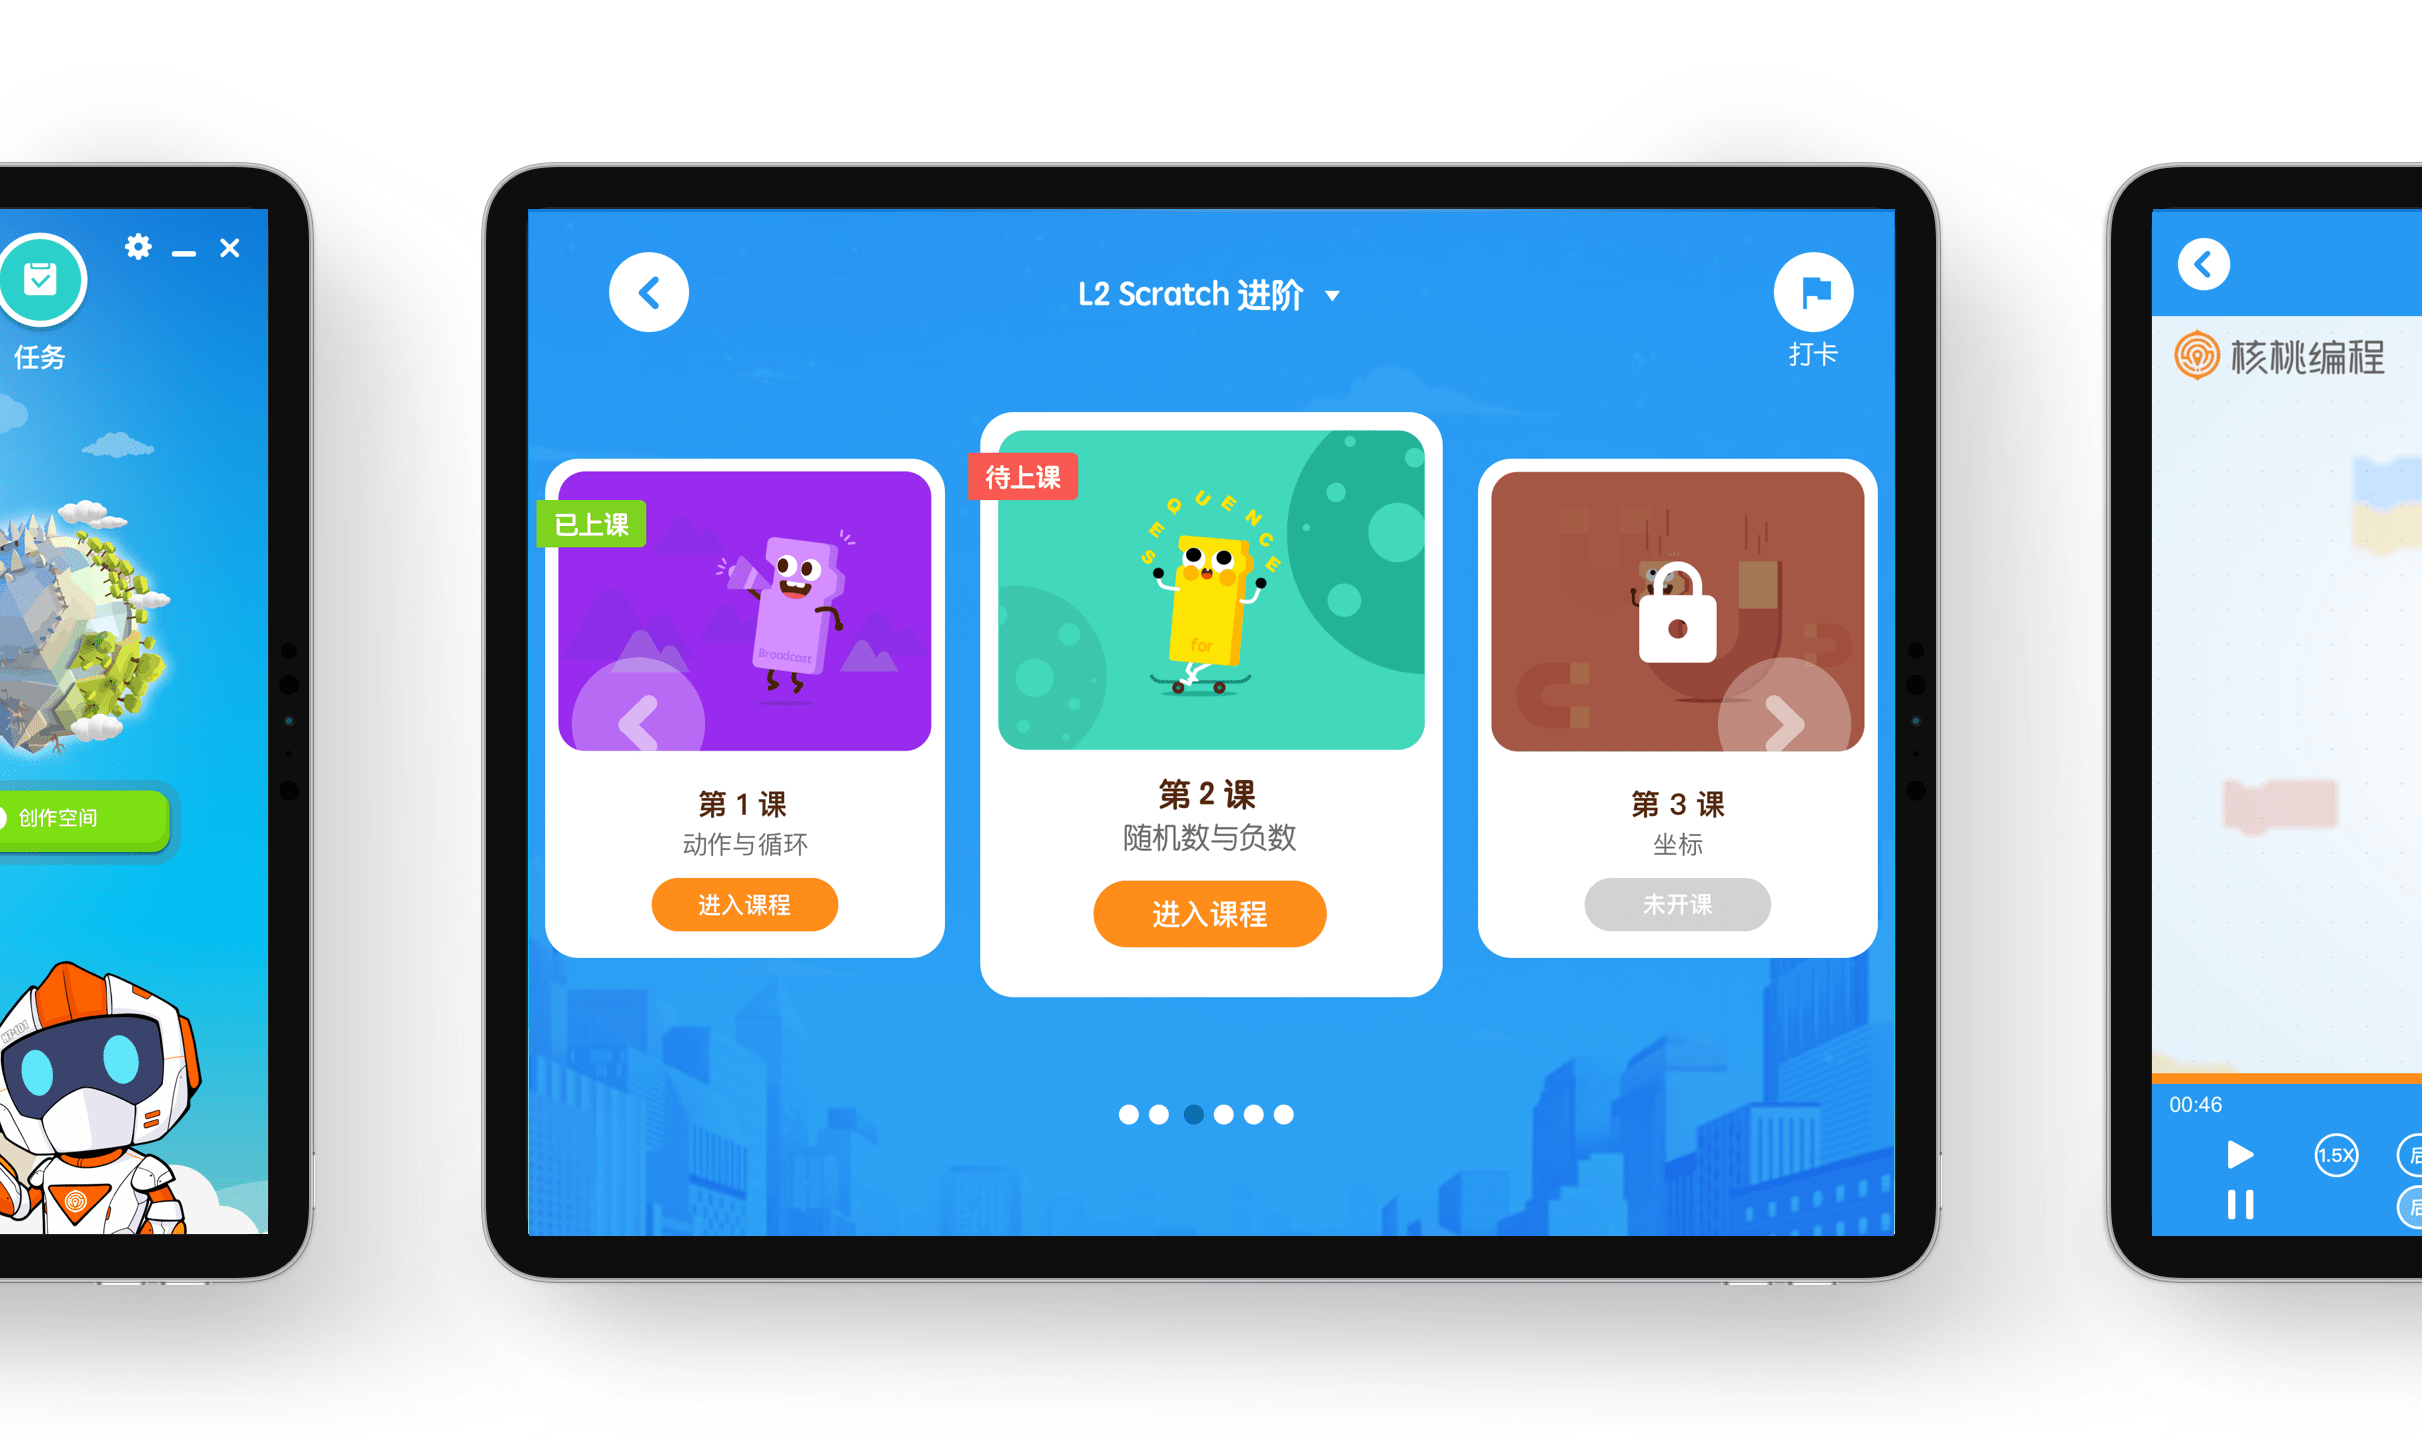 任务
创作空间
HT-101
L2 Scratch 进阶
打卡
已上课
Broadcast
第 1 课
动作与循环
进入课程
待上课
SEQUENCE
for
第 2 课
随机数与负数
进入课程
第 3 课
坐标
未开课
核桃编程
00:46
1.5X